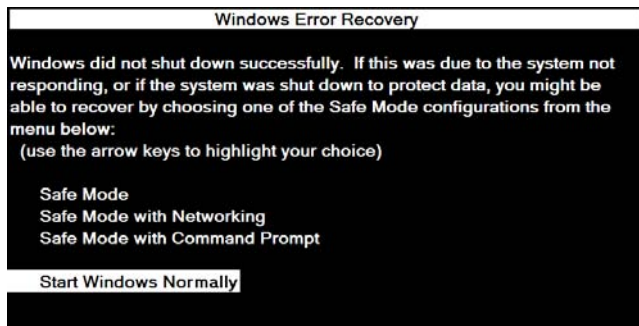 Windows Error Recovery
Windows did not shut down successfully. If this was due to the system not
responding, or if the system was shut down to protect data, you might be
able to recover by choosing one of the Safe Mode configurations from the
menu below:
(use the arrow keys to highlight your choice)
Safe Mode
Safe Mode with Networking
Safe Mode with Command Prompt
Start Windows Normally